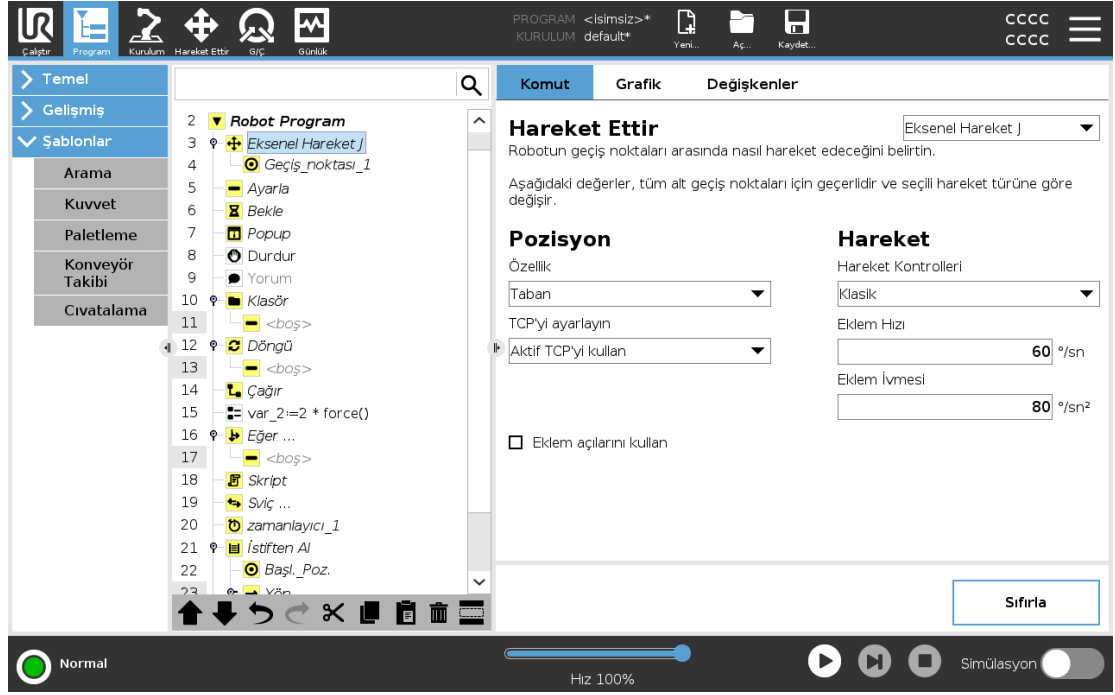 PROGRAM <isimsiz>*
KURULUM default*
Çalıştır
Program
Kurulum
Hareket Ettir
G/Ç
Günlük
Yeni...
Aç...
Kaydet...
CCCC
CCCC
Temel
Gelişmiş
Şablonlar
Arama
Kuvvet
Paletleme
Konveyör
Takibi
Cıvatalama
2 Robot Program
3 Eksenel Hareket J
4 Geçiş_noktası_1
5 Ayarla
6 Bekle
7 Popup
8 Durdur
9 Yorum
10 Klasör
11 <boş>
12 Döngü
13 <boş>
14 Çağır
15 var_2:=2 * force()
16 Eğer ...
17 <boş>
18 Skript
19 Sviç ...
20 zamanlayıcı_1
21 İstiften Al
22 Başl._Poz.
23 Yön
Komut
Grafik
Değişkenler
Hareket Ettir
Eksenel Hareket J
Robotun geçiş noktaları arasında nasıl hareket edeceğini belirtin.
Aşağıdaki değerler, tüm alt geçiş noktaları için geçerlidir ve seçili hareket türüne göre
değişir.
Pozisyon
Özellik
Taban
TCP'yi ayarlayın
Aktif TCP'yi kullan
Eklem açılarını kullan
Hareket
Hareket Kontrolleri
Klasik
Eklem Hızı
60 °/sn
Eklem İvmesi
80 °/sn²
Sıfırla
Normal
Hız 100%
Simülasyon